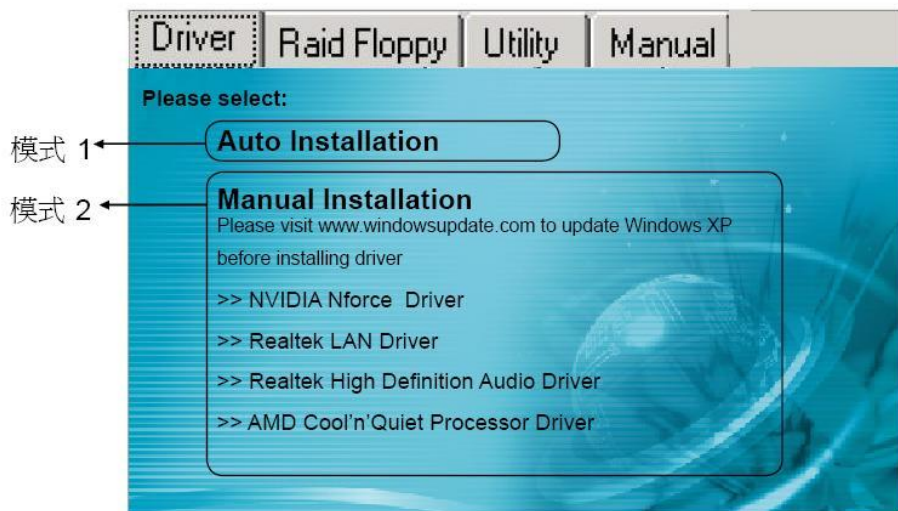 Driver Raid Floppy Utility Manual
Please select:
模式 1
Auto Installation
模式 2
Manual Installation
Please visit www.windowsupdate.com to update Windows XP
before installing driver
>> NVIDIA Nforce Driver
>> Realtek LAN Driver
>> Realtek High Definition Audio Driver
>> AMD Cool'n'Quiet Processor Driver